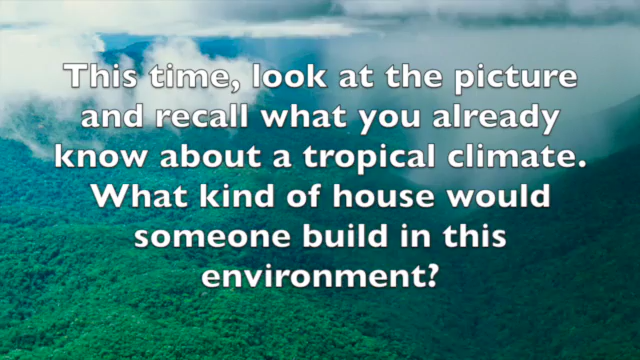 This time, look at the picture
and recall what you already
know about a tropical climate.
What kind of house would
someone build in this
environment?